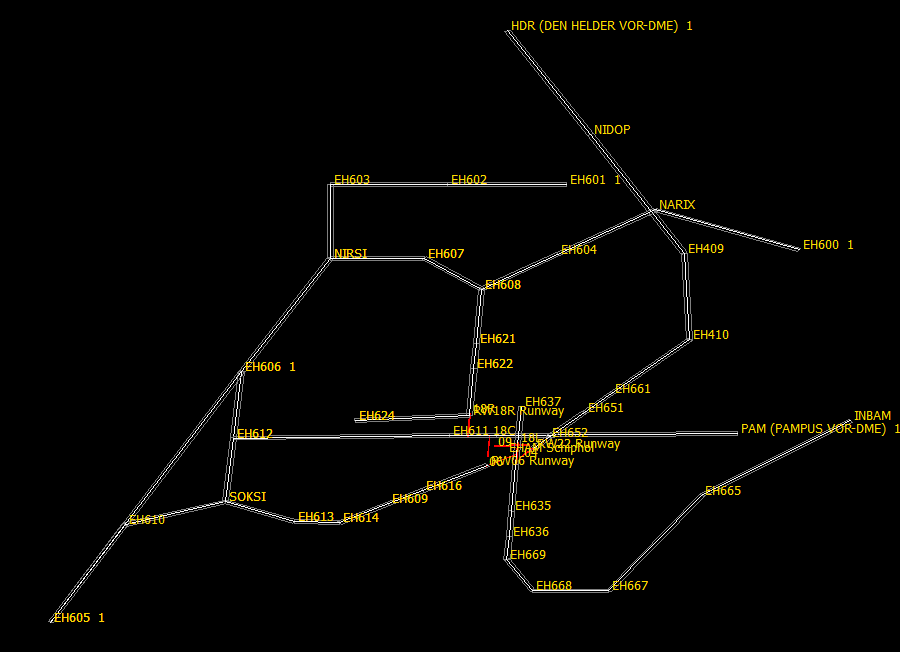 HDR (DEN HELDER VOR-DME) 1
NIDOP
EH603
EH602
EH601 1
NARIX
EH600 1
NIRSI
EH607
EH604
EH409
EH608
EH621
EH410
EH622
EH606 1
EH661
EH637
EH651
18R
RW18R Runway
EH624
INBAM
EH612
EH611
18C
EH652
PAM (PAMPUS VOR-DME) 1
09
18L
RW22 Runway
EHAM Schiphol
04
06
RW06 Runway
EH616
EH665
SOKSI
EH609
EH635
EH610
EH613
EH614
EH636
EH669
EH668
EH667
EH605 1